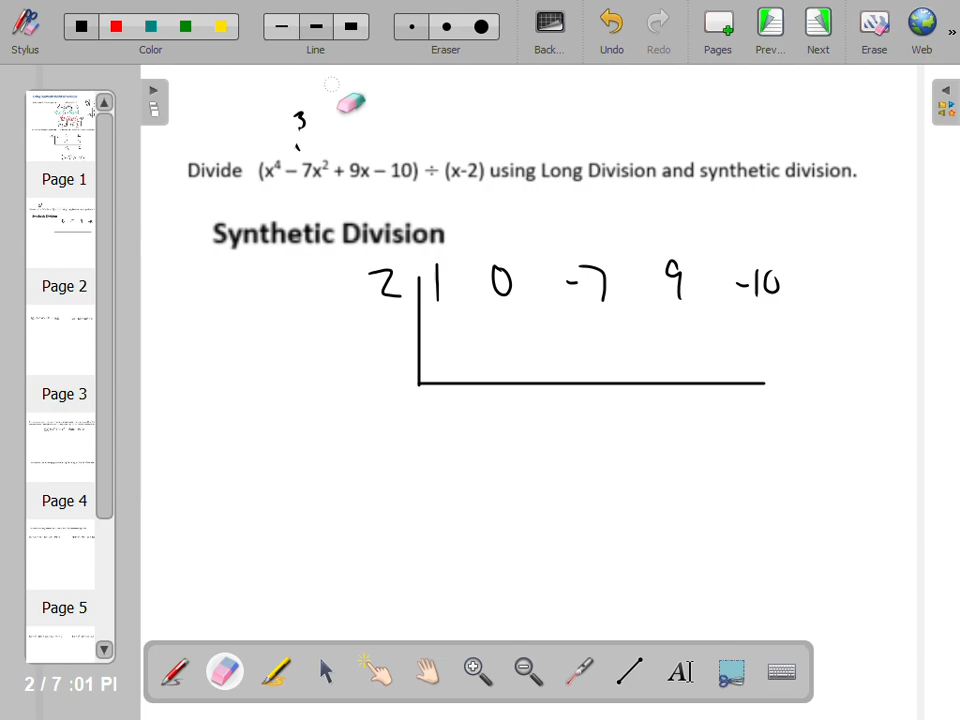 Stylus
Color
Line
Eraser
Back...
Undo
Redo
Pages
Prev...
Next
Erase
Web
»
3
Divide (x⁴ – 7x² + 9x – 10) ÷ (x-2) using Long Division and synthetic division.
Synthetic Division
2 1 0 -7 9 -10
Page 1
Page 2
Page 3
Page 4
Page 5
2 / 7 :01 PI
A